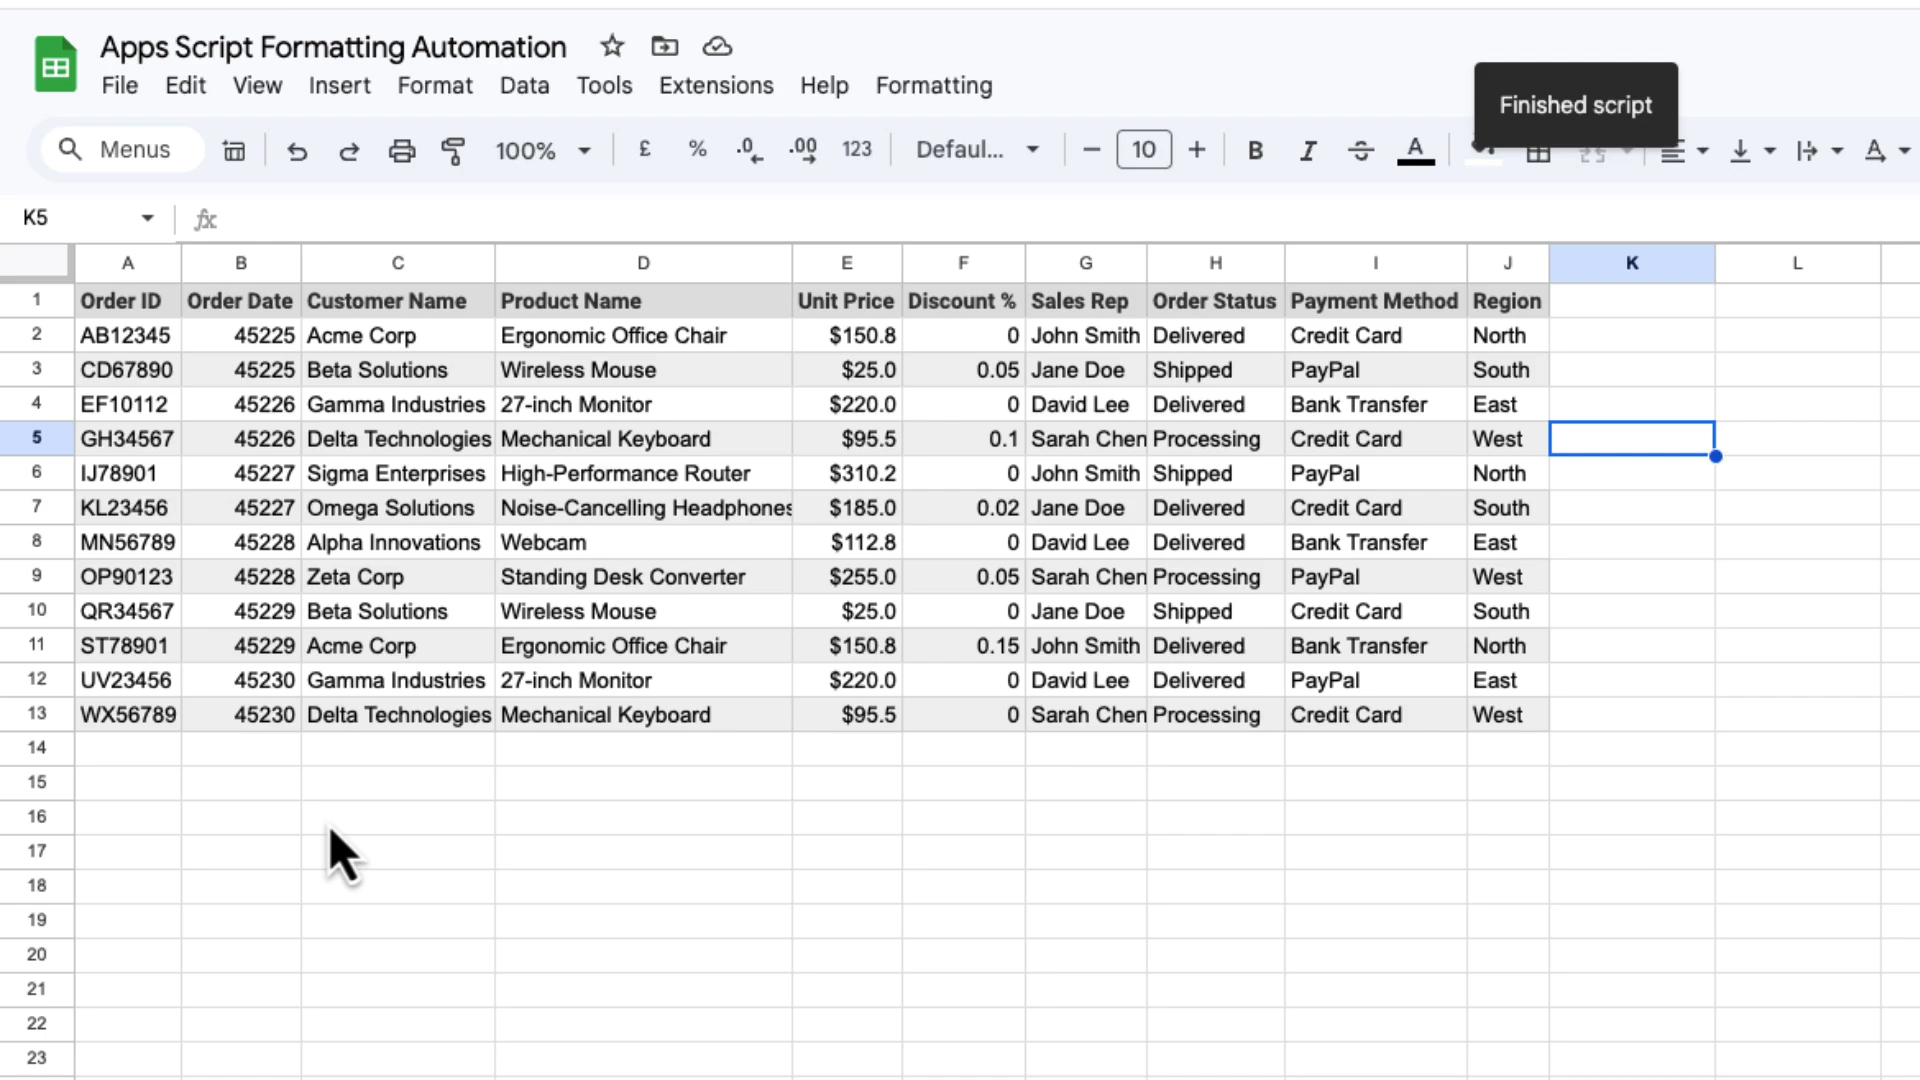 Apps Script Formatting Automation
File Edit View Insert Format Data Tools Extensions Help Formatting
Finished script
Menus 100% £ % .0 .00 123 Defaul... 10 B I A
K5 fx
A B C D E F G H I J K L
1 Order ID Order Date Customer Name Product Name Unit Price Discount % Sales Rep Order Status Payment Method Region
2 AB12345 45225 Acme Corp Ergonomic Office Chair $150.8 0 John Smith Delivered Credit Card North
3 CD67890 45225 Beta Solutions Wireless Mouse $25.0 0.05 Jane Doe Shipped PayPal South
4 EF10112 45226 Gamma Industries 27-inch Monitor $220.0 0 David Lee Delivered Bank Transfer East
5 GH34567 45226 Delta Technologies Mechanical Keyboard $95.5 0.1 Sarah Chen Processing Credit Card West
6 IJ78901 45227 Sigma Enterprises High-Performance Router $310.2 0 John Smith Shipped PayPal North
7 KL23456 45227 Omega Solutions Noise-Cancelling Headphones $185.0 0.02 Jane Doe Delivered Credit Card South
8 MN56789 45228 Alpha Innovations Webcam $112.8 0 David Lee Delivered Bank Transfer East
9 OP90123 45228 Zeta Corp Standing Desk Converter $255.0 0.05 Sarah Chen Processing PayPal West
10 QR34567 45229 Beta Solutions Wireless Mouse $25.0 0 Jane Doe Shipped Credit Card South
11 ST78901 45229 Acme Corp Ergonomic Office Chair $150.8 0.15 John Smith Delivered Bank Transfer North
12 UV23456 45230 Gamma Industries 27-inch Monitor $220.0 0 David Lee Delivered PayPal East
13 WX56789 45230 Delta Technologies Mechanical Keyboard $95.5 0 Sarah Chen Processing Credit Card West
14
15
16
17
18
19
20
21
22
23